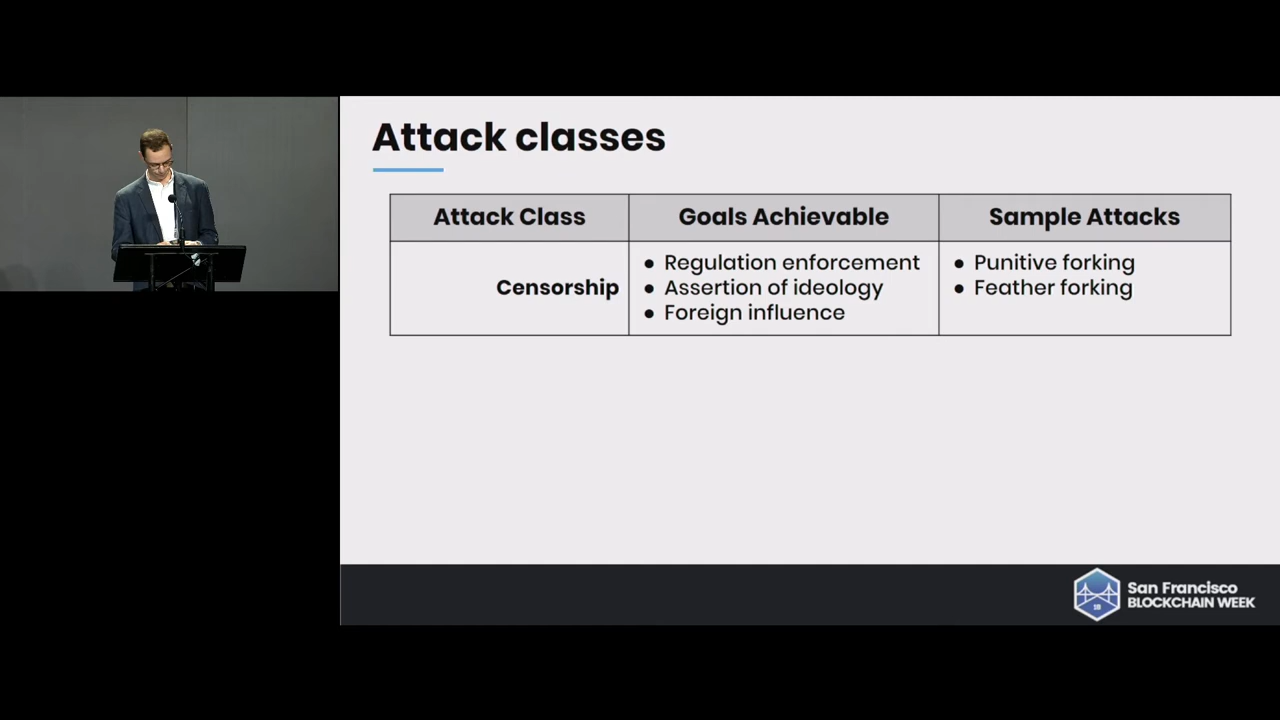 Attack classes
Attack Class Goals Achievable Sample Attacks
Censorship
● Regulation enforcement
● Assertion of ideology
● Foreign influence
● Punitive forking
● Feather forking
San Francisco
BLOCKCHAIN WEEK